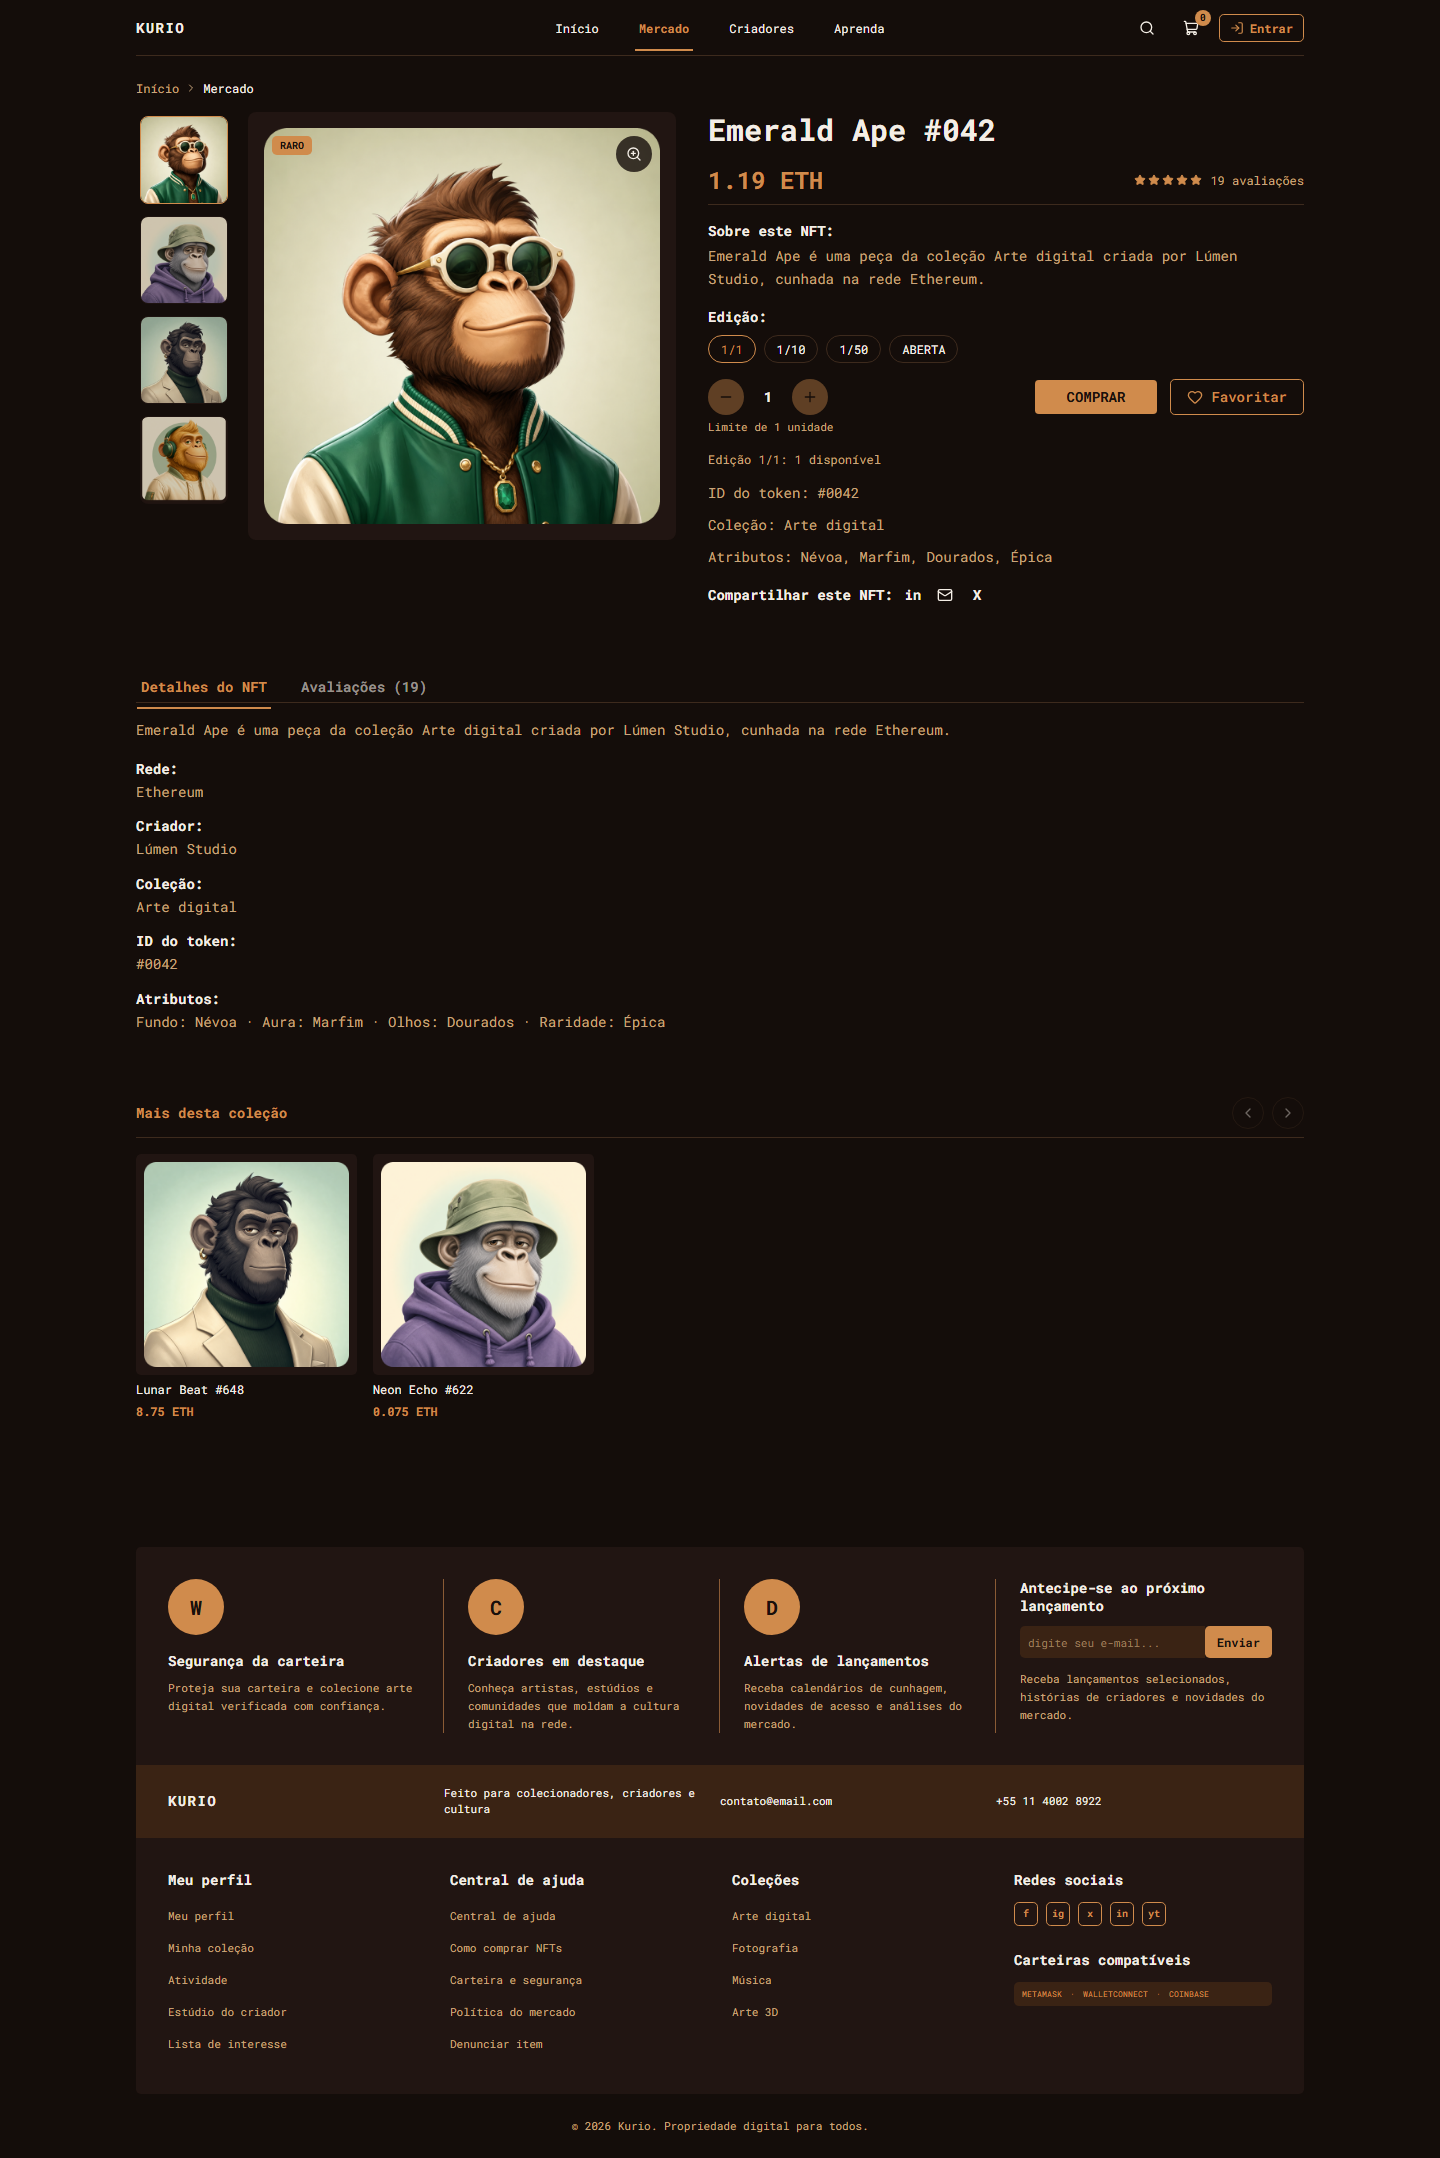 KURIO
Início
Mercado
Criadores
Aprenda
0
Entrar
Início
Mercado
RARO
Emerald Ape #042
1.19 ETH
19 avaliações
Sobre este NFT:
Emerald Ape é uma peça da coleção Arte digital criada por Lúmen
Studio, cunhada na rede Ethereum.
Edição:
1/1
1/10
1/50
ABERTA
1
COMPRAR
Favoritar
Limite de 1 unidade
Edição 1/1: 1 disponível
ID do token: #0042
Coleção: Arte digital
Atributos: Névoa, Marfim, Dourados, Épica
Compartilhar este NFT: in X
Detalhes do NFT
Avaliações (19)
Emerald Ape é uma peça da coleção Arte digital criada por Lúmen Studio, cunhada na rede Ethereum.
Rede:
Ethereum
Criador:
Lúmen Studio
Coleção:
Arte digital
ID do token:
#0042
Atributos:
Fundo: Névoa · Aura: Marfim · Olhos: Dourados · Raridade: Épica
Mais desta coleção
Lunar Beat #648
8.75 ETH
Neon Echo #622
0.075 ETH
W
Segurança da carteira
Proteja sua carteira e colecione arte
digital verificada com confiança.
C
Criadores em destaque
Conheça artistas, estúdios e
comunidades que moldam a cultura
digital na rede.
D
Alertas de lançamentos
Receba calendários de cunhagem,
novidades de acesso e análises do
mercado.
Antecipe-se ao próximo
lançamento
digite seu e-mail...
Enviar
Receba lançamentos selecionados,
histórias de criadores e novidades do
mercado.
KURIO
Feito para colecionadores, criadores e
cultura
contato@email.com
+55 11 4002 8922
Meu perfil
Meu perfil
Minha coleção
Atividade
Estúdio do criador
Lista de interesse
Central de ajuda
Central de ajuda
Como comprar NFTs
Carteira e segurança
Política do mercado
Denunciar item
Coleções
Arte digital
Fotografia
Música
Arte 3D
Redes sociais
f
ig
x
in
yt
Carteiras compatíveis
METAMASK · WALLETCONNECT · COINBASE
© 2026 Kurio. Propriedade digital para todos.